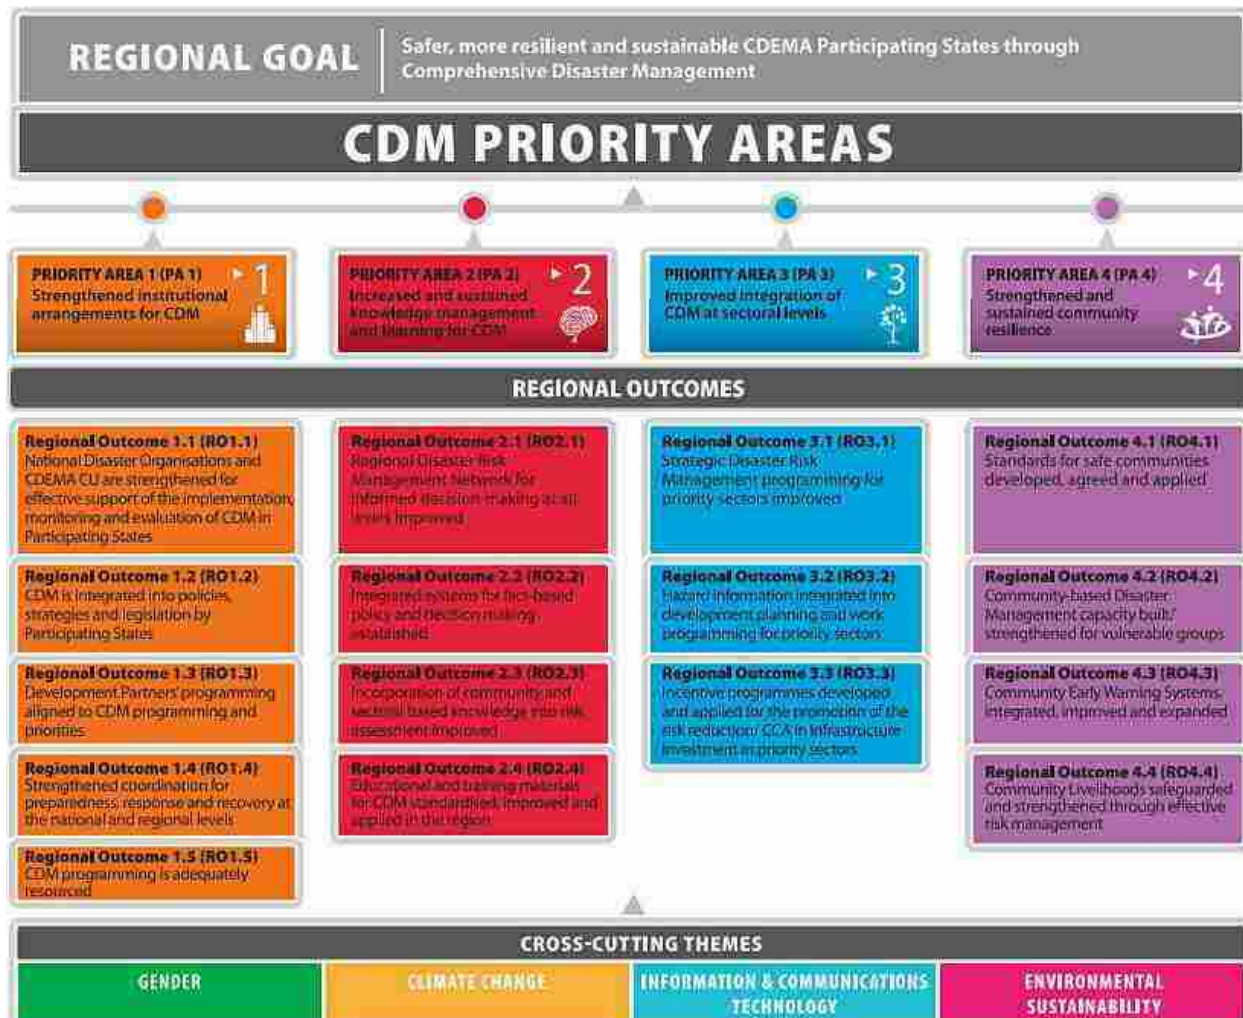 REGIONAL GOAL
Safer, more resilient and sustainable CDEMA Participating States through
Comprehensive Disaster Management
CDM PRIORITY AREAS
PRIORITY AREA 1 (PA 1)
Strengthened institutional
arrangements for CDM
1
PRIORITY AREA 2 (PA 2)
Increased and sustained
knowledge management
and learning for CDM
2
PRIORITY AREA 3 (PA 3)
Improved integration of
CDM at sectoral levels
3
PRIORITY AREA 4 (PA 4)
Strengthened and
sustained community
resilience
4
REGIONAL OUTCOMES
Regional Outcome 1.1 (RO1.1)
National Disaster Organisations and
CDEMA CU are strengthened for
effective support of the implementation,
monitoring and evaluation of CDM in
Participating States
Regional Outcome 1.2 (RO1.2)
CDM is integrated into policies,
strategies and legislation by
Participating States
Regional Outcome 1.3 (RO1.3)
Development Partners' programming
aligned to CDM programming and
priorities
Regional Outcome 1.4 (RO1.4)
Strengthened coordination for
preparedness, response and recovery at
the national and regional levels
Regional Outcome 1.5 (RO1.5)
CDM programming is adequately
resourced
Regional Outcome 2.1 (RO2.1)
Regional Disaster Risk
Management Network for
informed decision-making at all
levels improved
Regional Outcome 2.2 (RO2.2)
Integrated systems for fact-based
policy and decision making
established
Regional Outcome 2.3 (RO2.3)
Incorporation of community and
sectoral based knowledge into risk
assessment improved
Regional Outcome 2.4 (RO2.4)
Educational and training materials
for CDM standardised, improved and
applied in the region
Regional Outcome 3.1 (RO3.1)
Strategic Disaster Risk
Management programming for
priority sectors improved
Regional Outcome 3.2 (RO3.2)
Hazard information integrated into
development planning and work
programming for priority sectors
Regional Outcome 3.3 (RO3.3)
Incentive programmes developed
and applied for the promotion of the
risk reduction/ CCA in infrastructure
investment in priority sectors
Regional Outcome 4.1 (RO4.1)
Standards for safe communities
developed, agreed and applied
Regional Outcome 4.2 (RO4.2)
Community-based Disaster
Management capacity built/
strengthened for vulnerable groups
Regional Outcome 4.3 (RO4.3)
Community Early Warning Systems,
integrated, improved and expanded
Regional Outcome 4.4 (RO4.4)
Community Livelihoods safeguarded
and strengthened through effective
risk management
CROSS-CUTTING THEMES
GENDER
CLIMATE CHANGE
INFORMATION & COMMUNICATIONS
TECHNOLOGY
ENVIRONMENTAL
SUSTAINABILITY